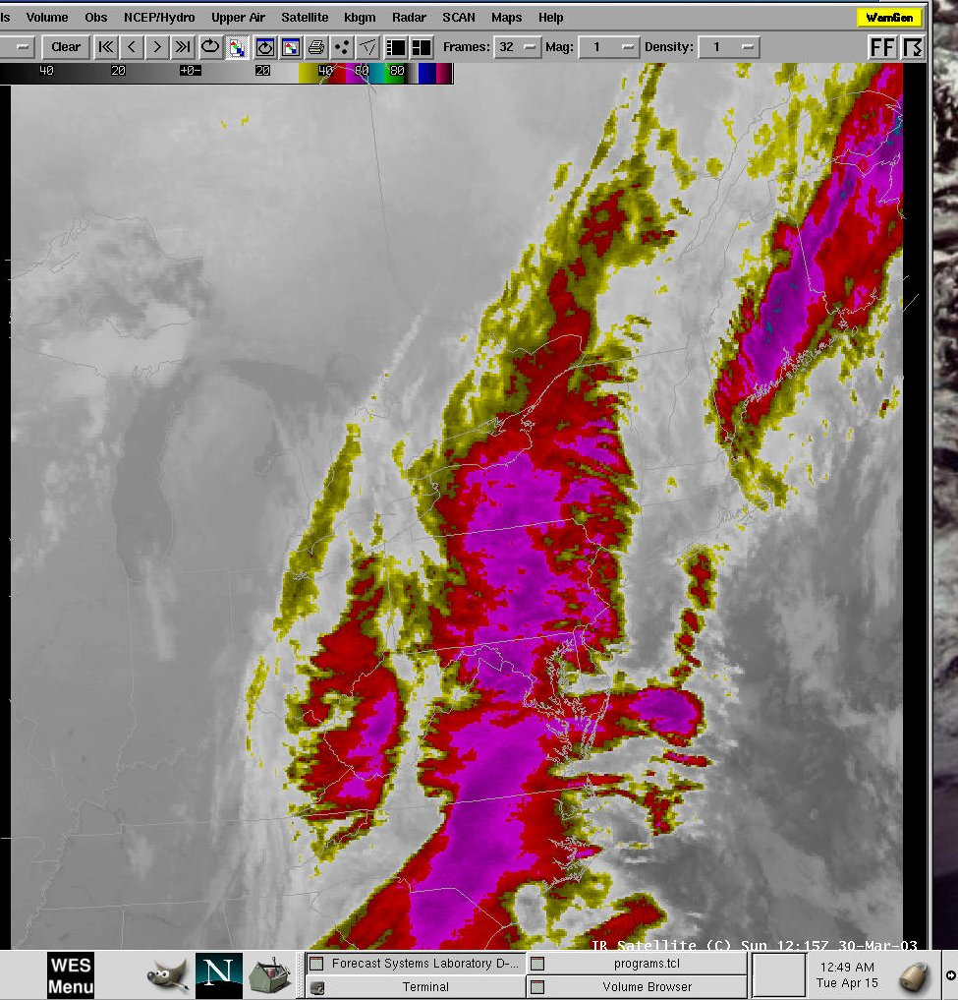 ls Volume Obs NCEP/Hydro Upper Air Satellite kbgm Radar SCAN Maps Help WarnGen
Clear Frames: 32 Mag: 1 Density: 1 FF
40 20 +0- 20 40 60 80
IR Satellite (C) Sun 12:15Z 30-Mar-03
WES Menu
N
Forecast Systems Laboratory D-... programs.tcl
Terminal Volume Browser
12:49 AM
Tue Apr 15